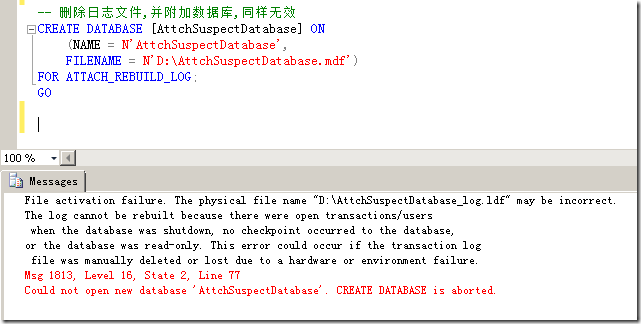 -- 删除日志文件,并附加数据库,同样无效
CREATE DATABASE [AttchSuspectDatabase] ON
(NAME = N'AttchSuspectDatabase',
FILENAME = N'D:\AttchSuspectDatabase.mdf')
FOR ATTACH_REBUILD_LOG;
GO
100 %
Messages
File activation failure. The physical file name "D:\AttchSuspectDatabase_log.ldf" may be incorrect.
The log cannot be rebuilt because there were open transactions/users
when the database was shutdown, no checkpoint occurred to the database,
or the database was read-only. This error could occur if the transaction log
file was manually deleted or lost due to a hardware or environment failure.
Msg 1813, Level 16, State 2, Line 77
Could not open new database 'AttchSuspectDatabase'. CREATE DATABASE is aborted.